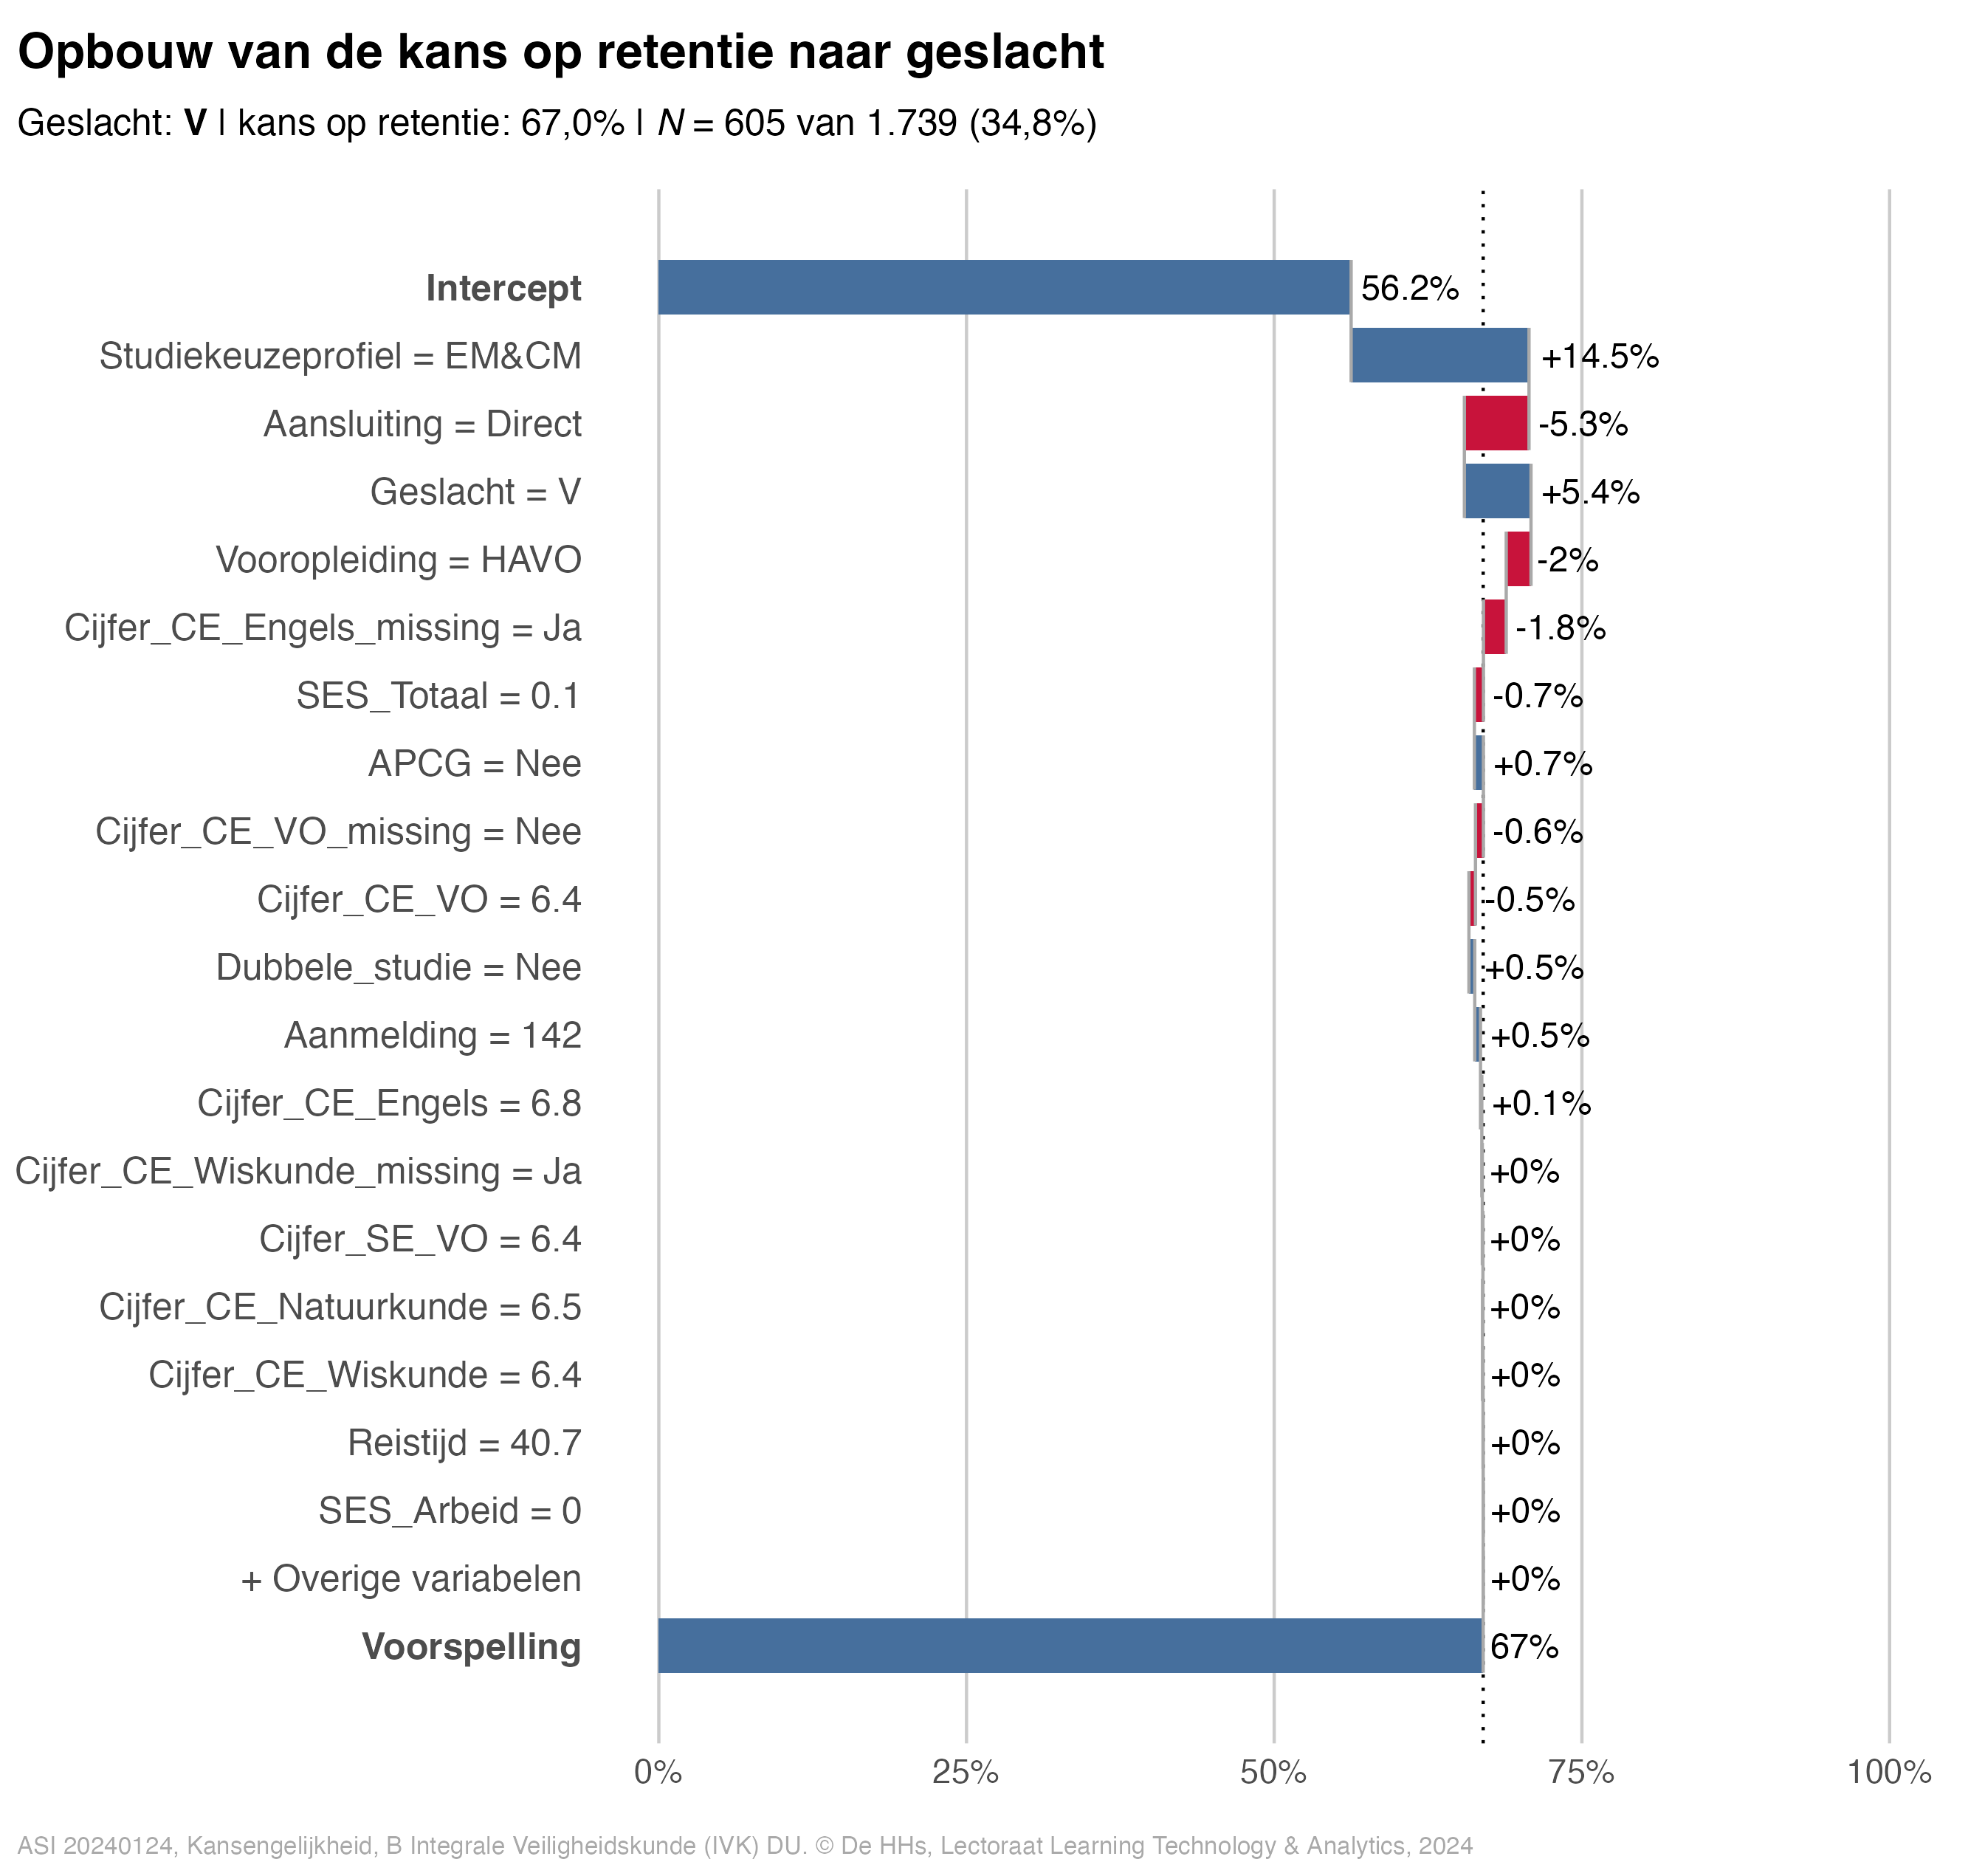 Opbouw van de kans op retentie naar geslacht
Geslacht: V | kans op retentie: 67,0% | N = 605 van 1.739 (34,8%)
Intercept 56.2%
Studiekeuzeprofiel = EM&CM +14.5%
Aansluiting = Direct -5.3%
Geslacht = V +5.4%
Vooropleiding = HAVO -2%
Cijfer_CE_Engels_missing = Ja -1.8%
SES_Totaal = 0.1 -0.7%
APCG = Nee +0.7%
Cijfer_CE_VO_missing = Nee -0.6%
Cijfer_CE_VO = 6.4 -0.5%
Dubbele_studie = Nee +0.5%
Aanmelding = 142 +0.5%
Cijfer_CE_Engels = 6.8 +0.1%
Cijfer_CE_Wiskunde_missing = Ja +0%
Cijfer_SE_VO = 6.4 +0%
Cijfer_CE_Natuurkunde = 6.5 +0%
Cijfer_CE_Wiskunde = 6.4 +0%
Reistijd = 40.7 +0%
SES_Arbeid = 0 +0%
+ Overige variabelen +0%
Voorspelling 67%
0% 25% 50% 75% 100%
ASI 20240124, Kansengelijkheid, B Integrale Veiligheidskunde (IVK) DU. © De HHs, Lectoraat Learning Technology & Analytics, 2024